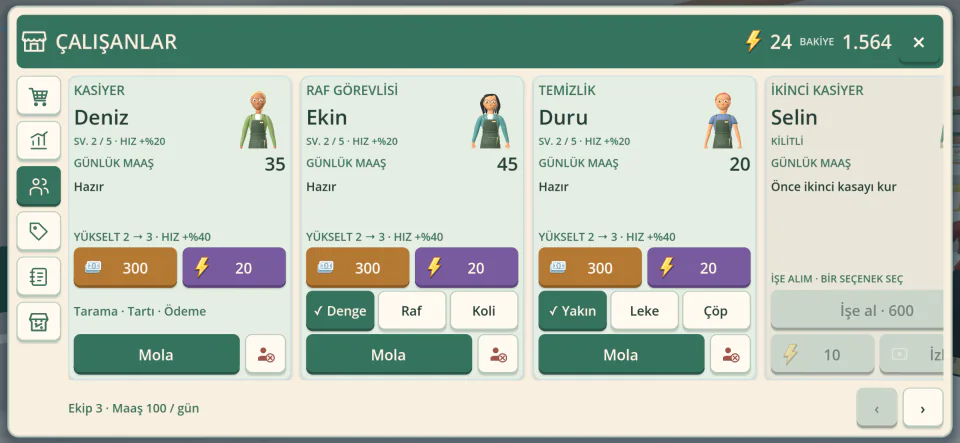 ÇALIŞANLAR
24 BAKİYE 1.564 ×
KASİYER
Deniz
SV. 2 / 5 · HIZ +%20
GÜNLÜK MAAŞ 35
Hazır
YÜKSELT 2 → 3 · HIZ +%40
300 20
Tarama · Tartı · Ödeme
Mola
RAF GÖREVLİSİ
Ekin
SV. 2 / 5 · HIZ +%20
GÜNLÜK MAAŞ 45
Hazır
YÜKSELT 2 → 3 · HIZ +%40
300 20
✓ Denge Raf Koli
Mola
TEMİZLİK
Duru
SV. 2 / 5 · HIZ +%20
GÜNLÜK MAAŞ 20
Hazır
YÜKSELT 2 → 3 · HIZ +%40
300 20
✓ Yakın Leke Çöp
Mola
İKİNCİ KASİYER
Selin
KİLİTLİ
GÜNLÜK MAAŞ
Önce ikinci kasayı kur
İŞE ALIM · BİR SEÇENEK SEÇ
İşe al · 600
10
Ekip 3 · Maaş 100 / gün
‹ ›